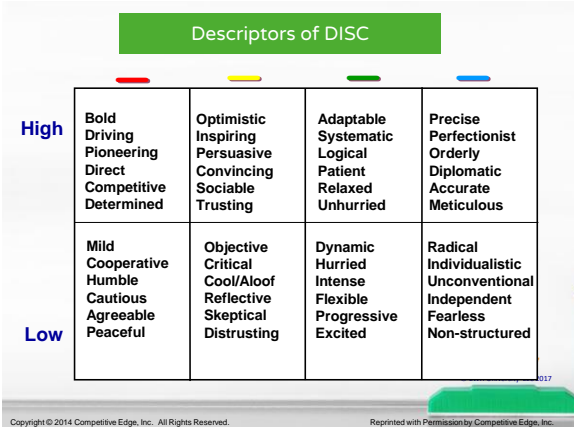 Descriptors of DISC
High
Bold
Driving
Pioneering
Direct
Competitive
Determined
Optimistic
Inspiring
Persuasive
Convincing
Sociable
Trusting
Adaptable
Systematic
Logical
Patient
Relaxed
Unhurried
Precise
Perfectionist
Orderly
Diplomatic
Accurate
Meticulous
Low
Mild
Cooperative
Humble
Cautious
Agreeable
Peaceful
Objective
Critical
Cool/Aloof
Reflective
Skeptical
Distrusting
Dynamic
Hurried
Intense
Flexible
Progressive
Excited
Radical
Individualistic
Unconventional
Independent
Fearless
Non-structured
2017
Copyright © 2014 Competitive Edge, Inc. All Rights Reserved.
Reprinted with Permission by Competitive Edge, Inc.